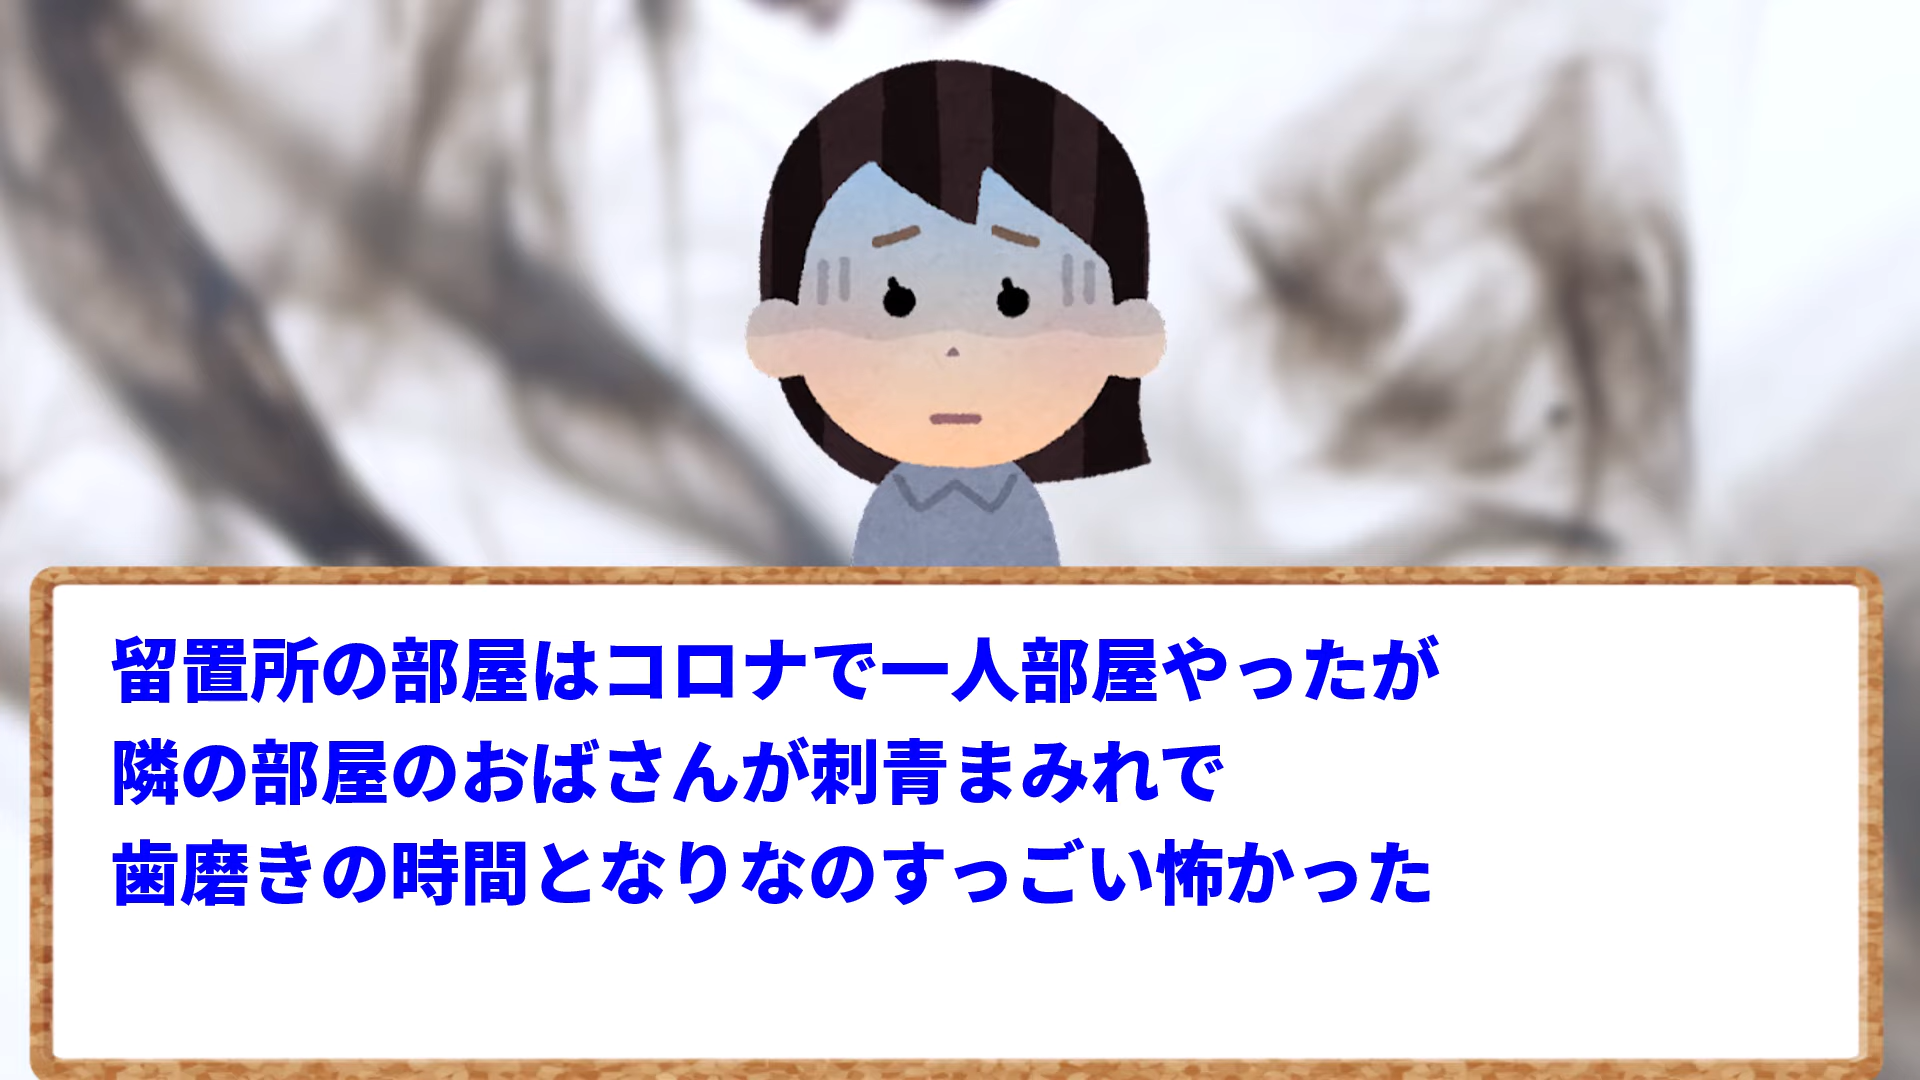 留置所の部屋はコロナで一人部屋やったが
隣の部屋のおばさんが刺青まみれで
歯磨きの時間となりなのすっごい怖かった